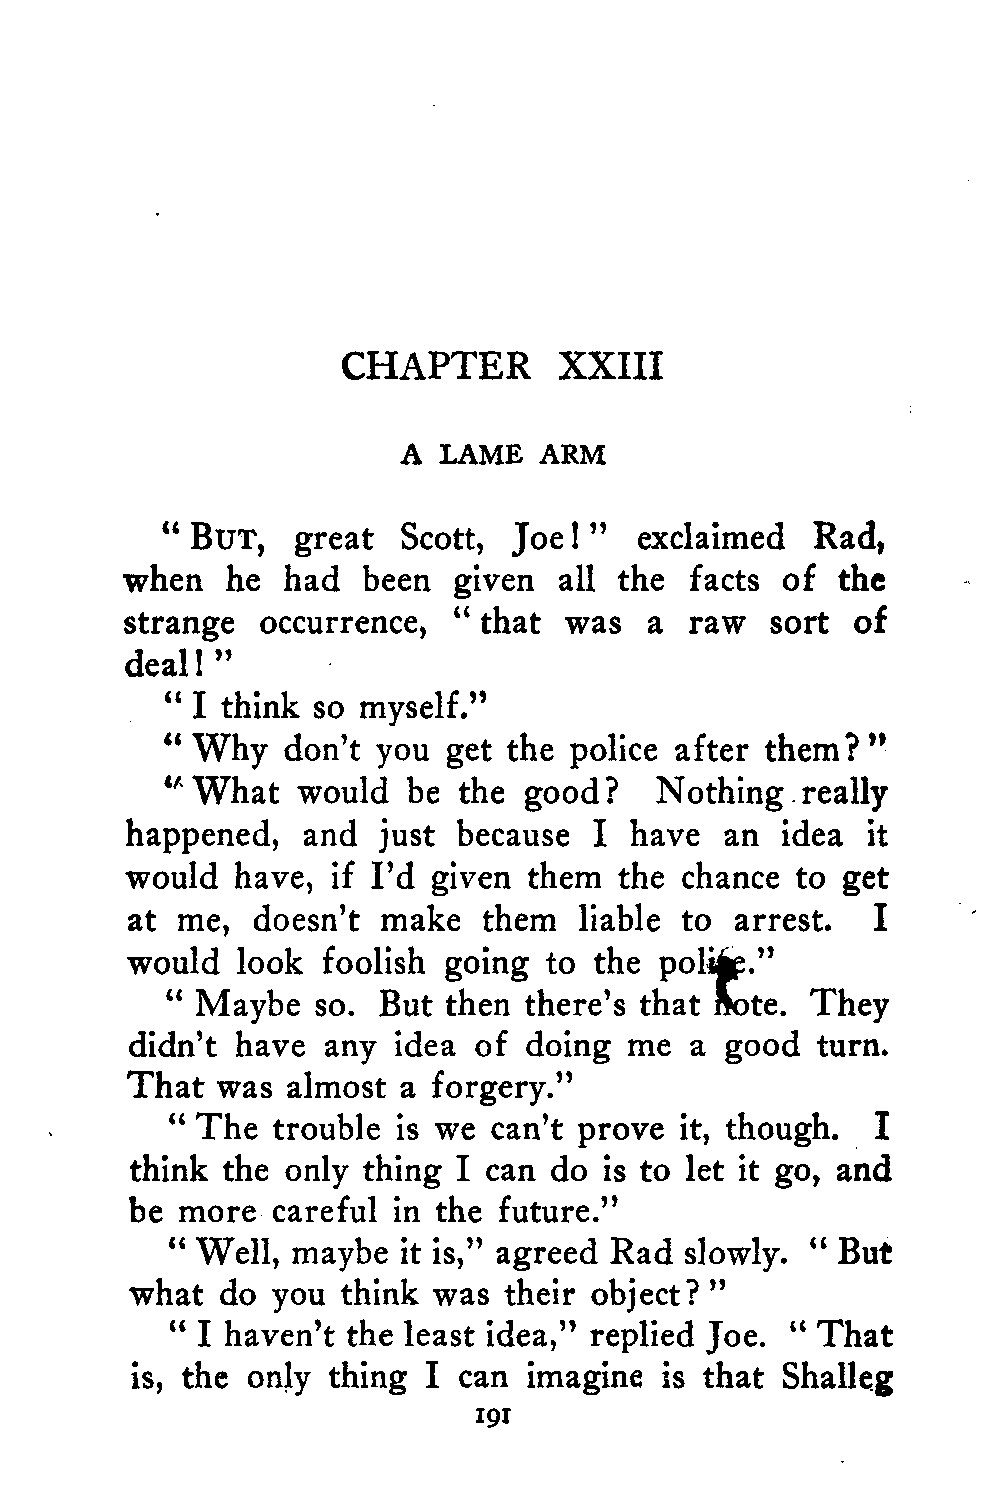 CHAPTER XXIII
A LAME ARM
"But, great Scott, Joe!" exclaimed Rad,
when he had been given all the facts of the
strange occurrence, "that was a raw sort of
deal!"
"I think so myself."
"Why don't you get the police after them?"
"What would be the good? Nothing really
happened, and just because I have an idea it
would have, if I'd given them the chance to get
at me, doesn't make them liable to arrest. I
would look foolish going to the police."
"Maybe so. But then there's that note. They
didn't have any idea of doing me a good turn.
That was almost a forgery."
"The trouble is we can't prove it, though. I
think the only thing I can do is to let it go, and
be more careful in the future."
"Well, maybe it is," agreed Rad slowly. "But
what do you think was their object?"
"I haven't the least idea," replied Joe. "That
is, the only thing I can imagine is that Shalleg
191